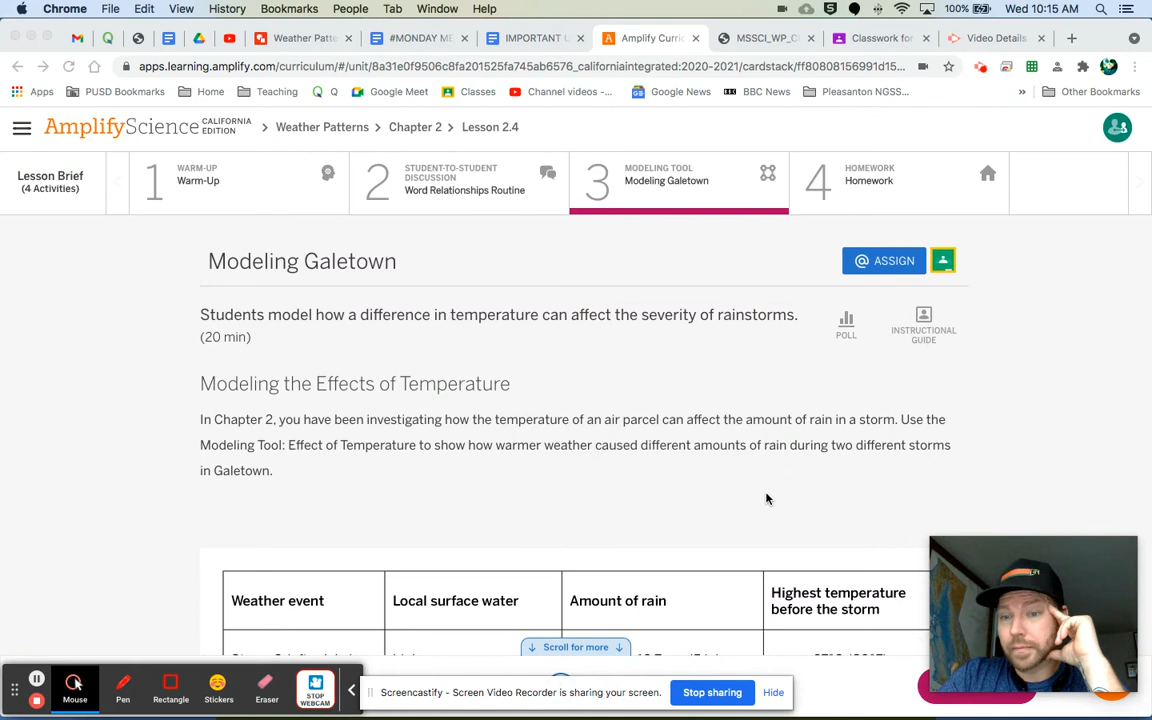 Chrome File Edit View History Bookmarks People Tab Window Help 100% Wed 10:15 AM
Weather Patte #MONDAY ME IMPORTANT U Amplify Curric MSSCI_WP_C Classwork for Video Details
apps.learning.amplify.com/curriculum/#/unit/8a31e0f9506c8fa201525fa745ab6576_californiaintegrated:2020-2021/cardstack/ff80808156991d15...
Apps PUSD Bookmarks Home Teaching Q Google Meet Classes Channel videos -... Google News BBC News Pleasanton NGSS... » Other Bookmarks
AmplifyScience CALIFORNIA EDITION > Weather Patterns > Chapter 2 > Lesson 2.4
Lesson Brief
(4 Activities)
1 WARM-UP
Warm-Up
2 STUDENT-TO-STUDENT
DISCUSSION
Word Relationships Routine
3 MODELING TOOL
Modeling Galetown
4 HOMEWORK
Homework
Modeling Galetown
@ ASSIGN
Students model how a difference in temperature can affect the severity of rainstorms.
(20 min)
POLL
INSTRUCTIONAL
GUIDE
Modeling the Effects of Temperature
In Chapter 2, you have been investigating how the temperature of an air parcel can affect the amount of rain in a storm. Use the
Modeling Tool: Effect of Temperature to show how warmer weather caused different amounts of rain during two different storms
in Galetown.
Weather event Local surface water Amount of rain Highest temperature
before the storm
Scroll for more
Mouse Pen Rectangle Stickers Eraser STOP
WEBCAM
Screencastify - Screen Video Recorder is sharing your screen. Stop sharing Hide